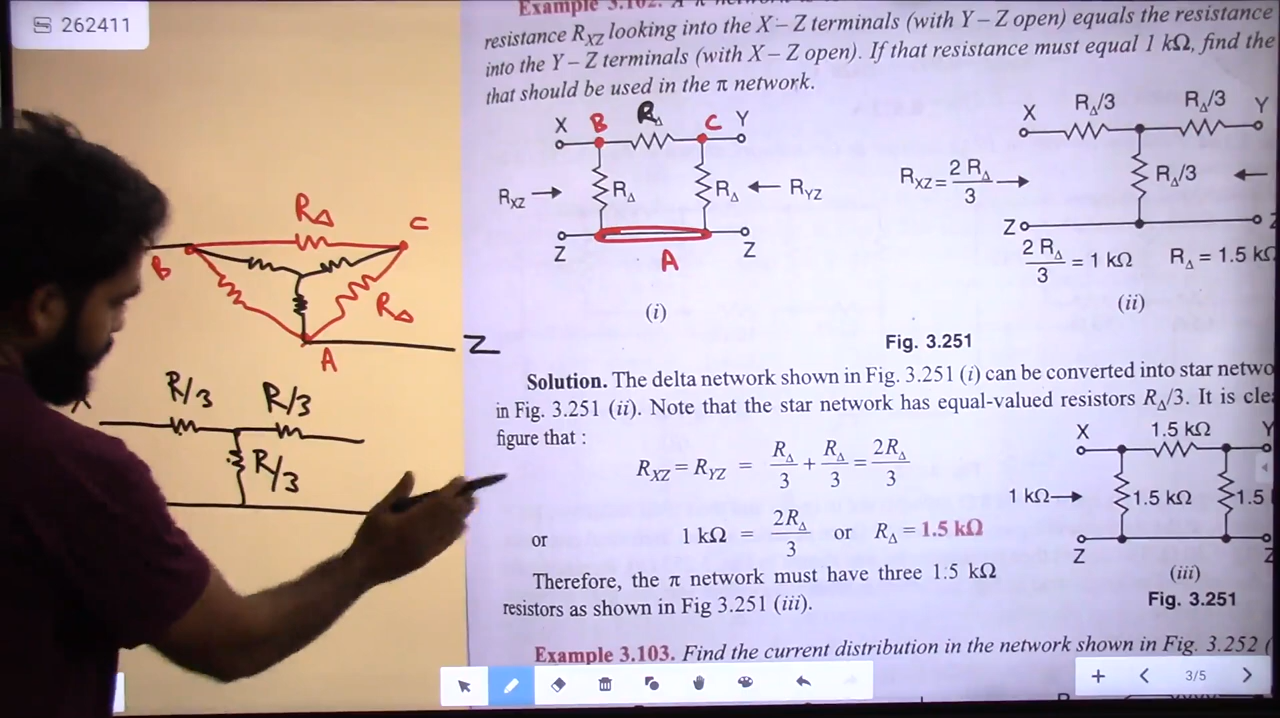 262411
Example 3.102.
resistance R_XZ looking into the X – Z terminals (with Y – Z open) equals the resistance
into the Y – Z terminals (with X – Z open). If that resistance must equal 1 kΩ, find the
that should be used in the π network.
X B R_Δ C Y
R_XZ R_Δ R_Δ R_YZ
Z A Z
(i)
X R_Δ/3 R_Δ/3 Y
R_XZ = 2 R_Δ / 3 R_Δ/3
Z
2 R_Δ / 3 = 1 kΩ R_Δ = 1.5 kΩ
(ii)
Fig. 3.251
R_Δ C
B R_Δ
A Z
R/3 R/3
R/3
Solution. The delta network shown in Fig. 3.251 (i) can be converted into star netwo
in Fig. 3.251 (ii). Note that the star network has equal-valued resistors R_Δ/3. It is cle
figure that :
R_XZ = R_YZ = R_Δ/3 + R_Δ/3 = 2R_Δ/3
or 1 kΩ = 2R_Δ/3 or R_Δ = 1.5 kΩ
Therefore, the π network must have three 1.5 kΩ
resistors as shown in Fig 3.251 (iii).
X 1.5 kΩ Y
1 kΩ 1.5 kΩ 1.5
Z Z
(iii)
Fig. 3.251
Example 3.103. Find the current distribution in the network shown in Fig. 3.252 (
3/5